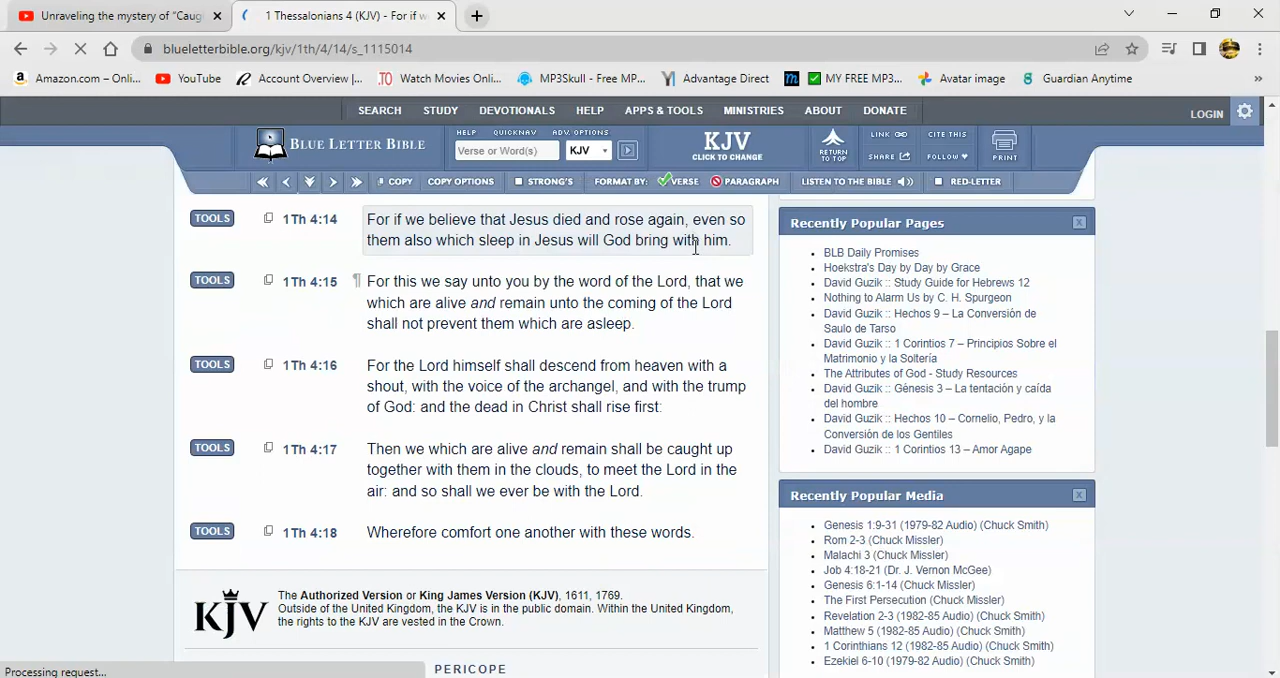 Unraveling the mystery of “Caug
1 Thessalonians 4 (KJV) - For if w
blueletterbible.org/kjv/1th/4/14/s_1115014
Amazon.com – Onli...
YouTube
Account Overview |...
TO Watch Movies Onl...
MP3Skull - Free MP...
Advantage Direct
MY FREE MP3...
Avatar image
Guardian Anytime
»
SEARCH STUDY DEVOTIONALS HELP APPS & TOOLS MINISTRIES ABOUT DONATE
LOGIN
BLUE LETTER BIBLE
HELP QUICKNAV ADV. OPTIONS
Verse or Word(s) KJV
KJV
CLICK TO CHANGE
RETURN
TO TOP
LINK
SHARE
CITE THIS
FOLLOW
PRINT
COPY COPY OPTIONS STRONG'S FORMAT BY: VERSE PARAGRAPH LISTEN TO THE BIBLE RED-LETTER
TOOLS 1Th 4:14 For if we believe that Jesus died and rose again, even so
them also which sleep in Jesus will God bring with him.
TOOLS 1Th 4:15 ¶ For this we say unto you by the word of the Lord, that we
which are alive and remain unto the coming of the Lord
shall not prevent them which are asleep.
TOOLS 1Th 4:16 For the Lord himself shall descend from heaven with a
shout, with the voice of the archangel, and with the trump
of God: and the dead in Christ shall rise first:
TOOLS 1Th 4:17 Then we which are alive and remain shall be caught up
together with them in the clouds, to meet the Lord in the
air: and so shall we ever be with the Lord.
TOOLS 1Th 4:18 Wherefore comfort one another with these words.
KJV
The Authorized Version or King James Version (KJV), 1611, 1769.
Outside of the United Kingdom, the KJV is in the public domain. Within the United Kingdom,
the rights to the KJV are vested in the Crown.
PERICOPE
Recently Popular Pages
BLB Daily Promises
Hoekstra's Day by Day by Grace
David Guzik :: Study Guide for Hebrews 12
Nothing to Alarm Us by C. H. Spurgeon
David Guzik :: Hechos 9 – La Conversión de
Saulo de Tarso
David Guzik :: 1 Corintios 7 – Principios Sobre el
Matrimonio y la Soltería
The Attributes of God - Study Resources
David Guzik :: Génesis 3 – La tentación y caída
del hombre
David Guzik :: Hechos 10 – Cornelio, Pedro, y la
Conversión de los Gentiles
David Guzik :: 1 Corintios 13 – Amor Agape
Recently Popular Media
Genesis 1:9-31 (1979-82 Audio) (Chuck Smith)
Rom 2-3 (Chuck Missler)
Malachi 3 (Chuck Missler)
Job 4:18-21 (Dr. J. Vernon McGee)
Genesis 6:1-14 (Chuck Missler)
The First Persecution (Chuck Missler)
Revelation 2-3 (1982-85 Audio) (Chuck Smith)
Matthew 5 (1982-85 Audio) (Chuck Smith)
1 Corinthians 12 (1982-85 Audio) (Chuck Smith)
Ezekiel 6-10 (1979-82 Audio) (Chuck Smith)
Processing request...